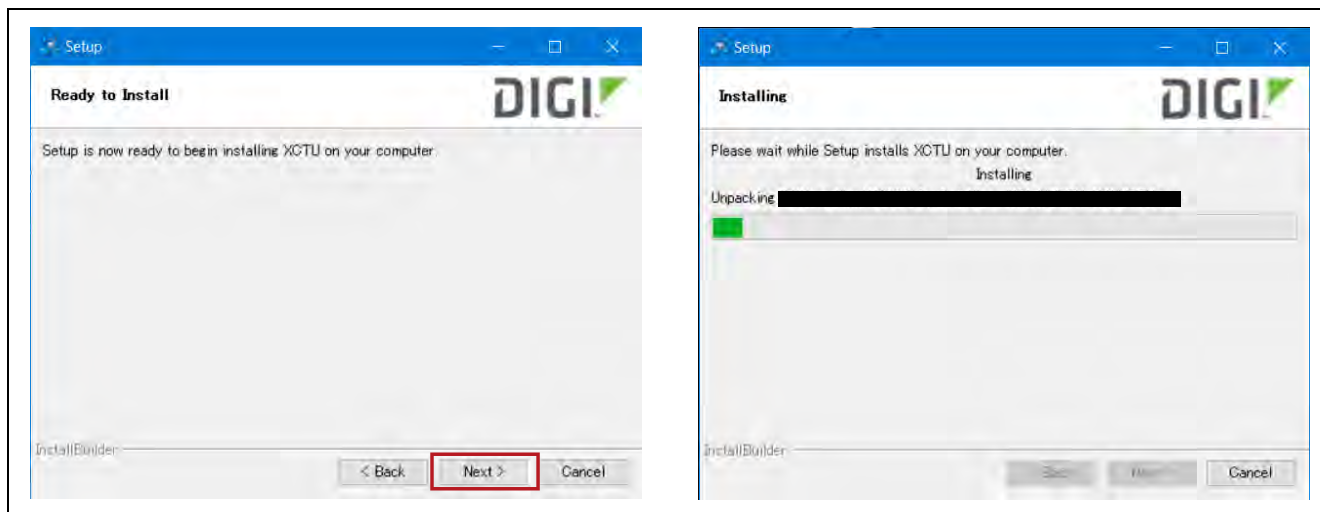 Setup
DIGI
Ready to Install
Setup is now ready to begin installing XCTU on your computer
InstallBuilder
< Back
Next >
Cancel
Setup
DIGI
Installing
Please wait while Setup installs XCTU on your computer.
Installing
Unpacking
InstallBuilder
Cancel